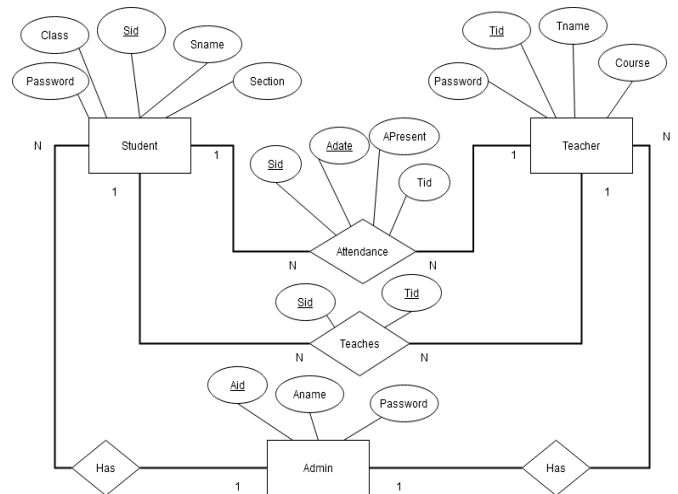 Class
Sid
Sname
Password
Section
Tid
Tname
Course
Password
N
Student
1
1
Sid
Adate
APresent
Tid
Attendance
N
N
Teacher
1
1
N
Sid
Tid
Teaches
N
N
Aid
Aname
Password
Has
1
Admin
1
Has